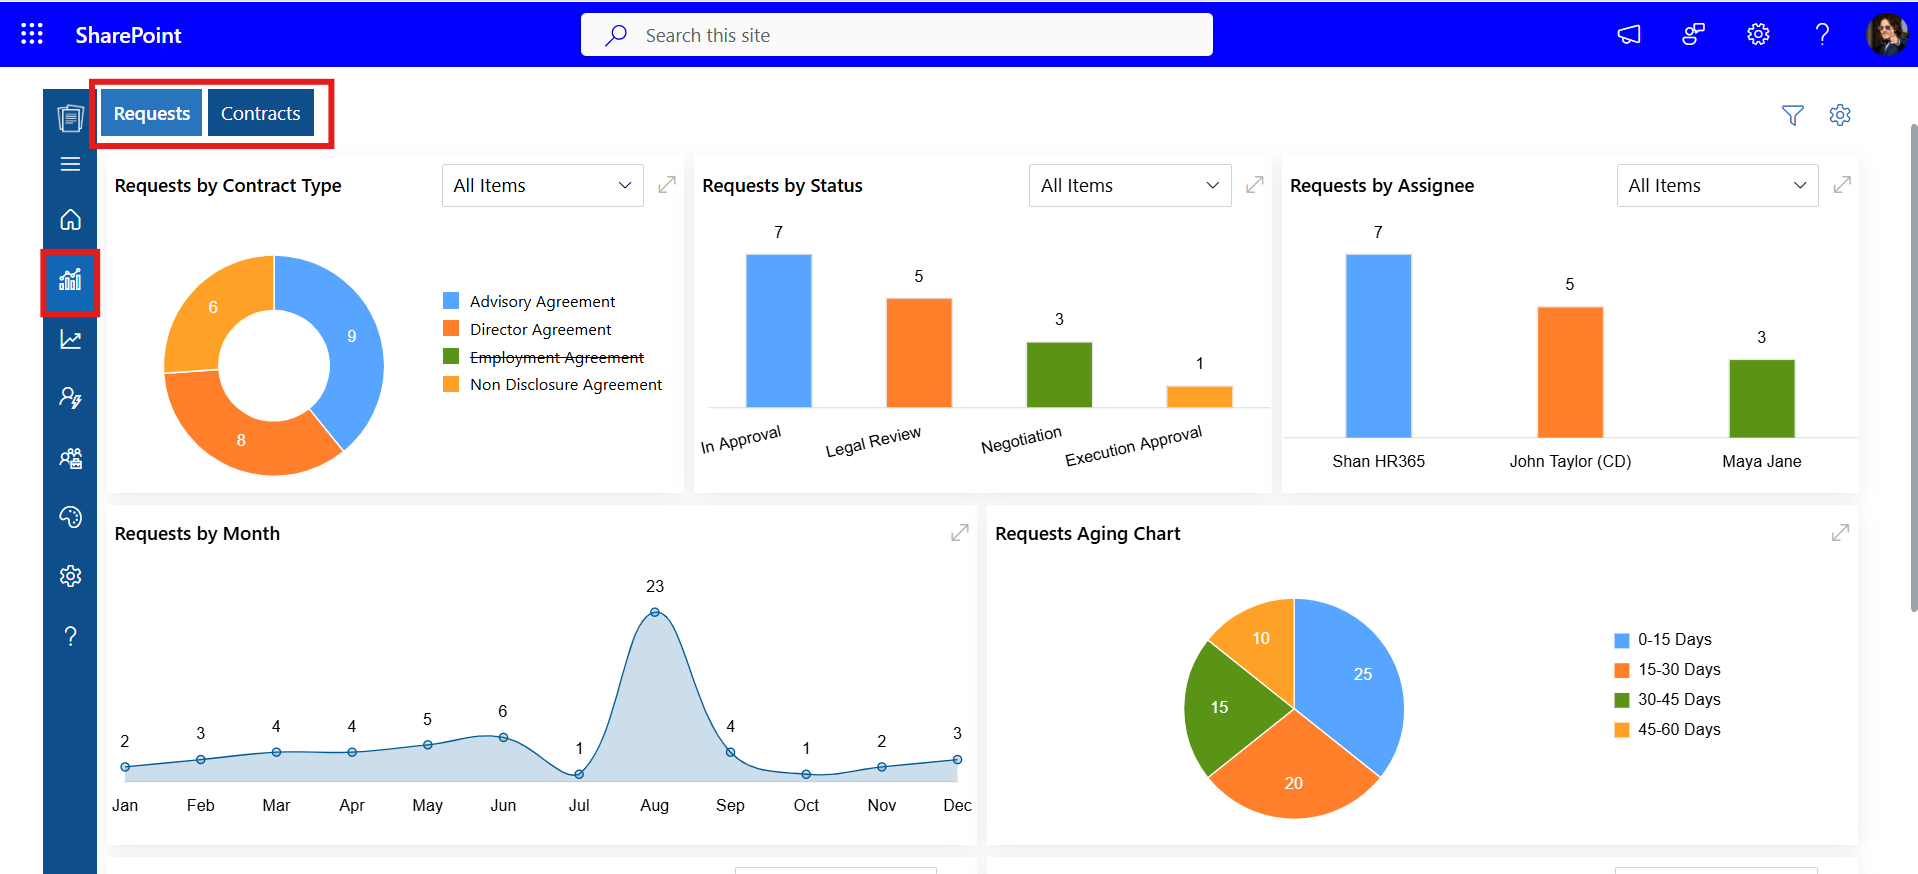 SharePoint
Search this site
?
Requests
Contracts
Requests by Contract Type
All Items
6
9
8
Advisory Agreement
Director Agreement
Employment Agreement
Non Disclosure Agreement
Requests by Status
All Items
7
5
3
1
In Approval
Legal Review
Negotiation
Execution Approval
Requests by Assignee
All Items
7
5
3
Shan HR365
John Taylor (CD)
Maya Jane
?
Requests by Month
2
3
4
4
5
6
1
23
4
1
2
3
Jan
Feb
Mar
Apr
May
Jun
Jul
Aug
Sep
Oct
Nov
Dec
Requests Aging Chart
10
25
15
20
0-15 Days
15-30 Days
30-45 Days
45-60 Days